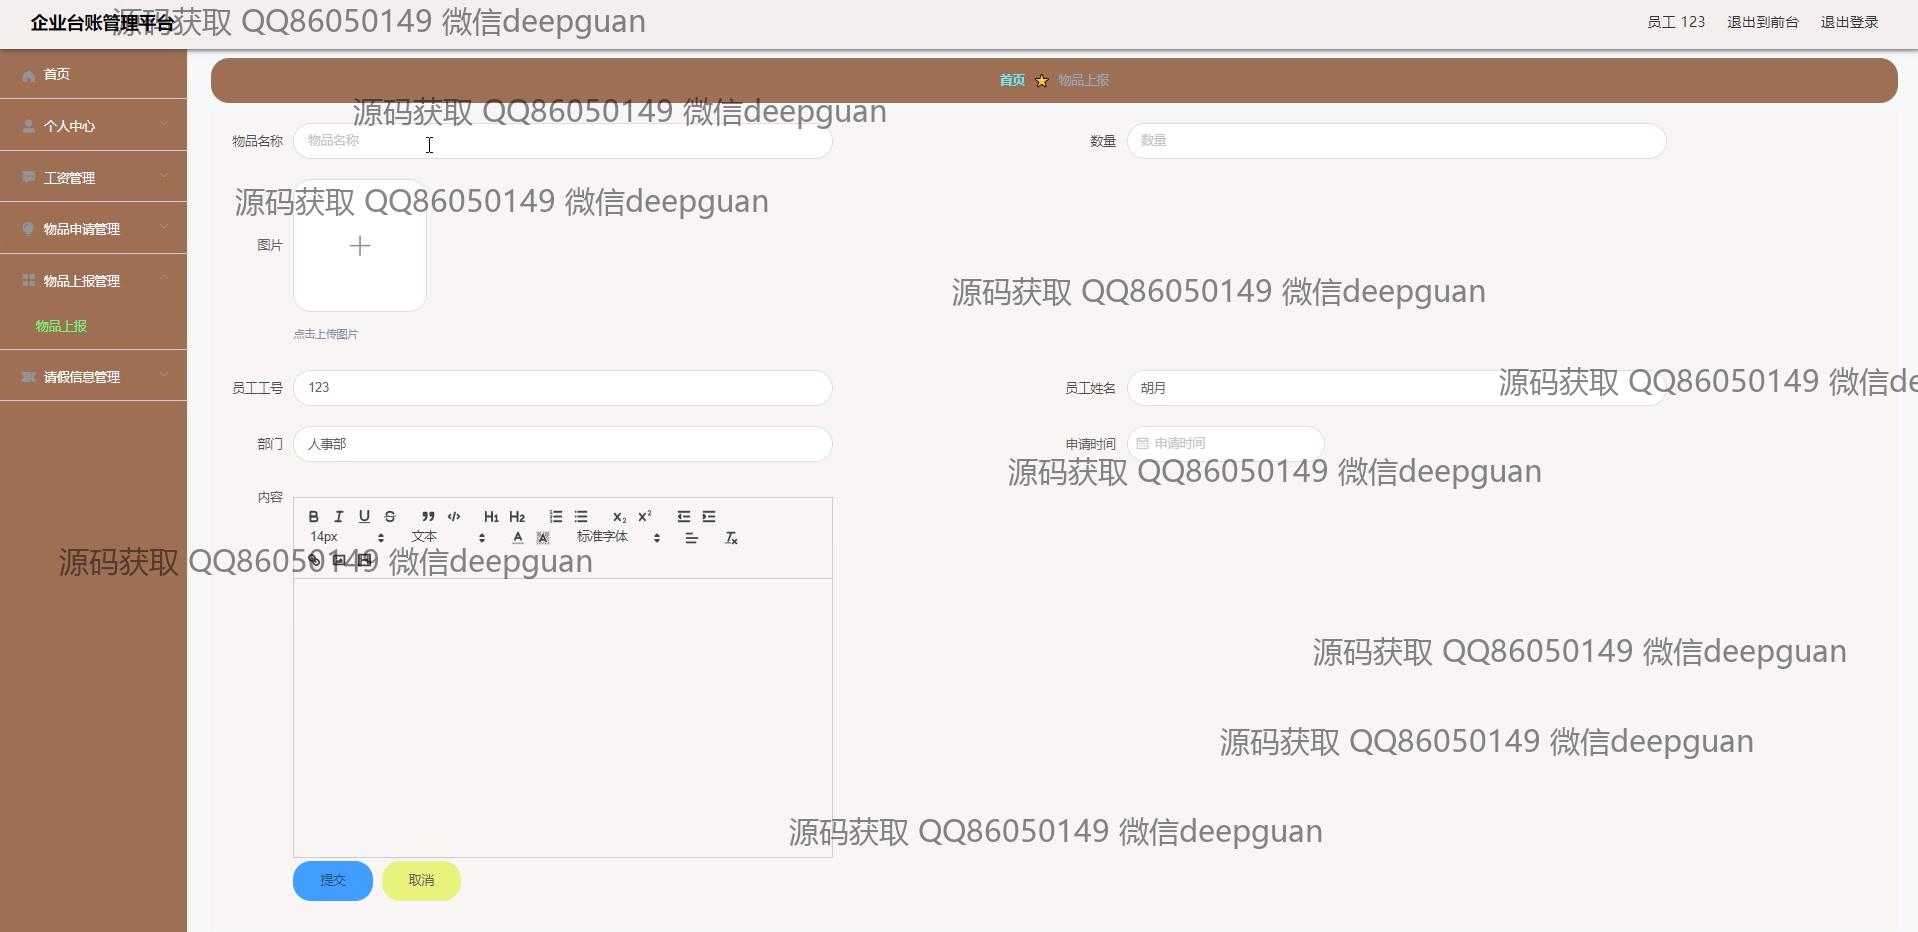 企业台账管理平台
源码获取 QQ86050149 微信deepguan
员工 123 退出到前台 退出登录
首页
首页 物品上报
源码获取 QQ86050149 微信deepguan
个人中心
物品名称 物品名称
数量 数量
工资管理
源码获取 QQ86050149 微信deepguan
物品申请管理
图片
物品上报管理
源码获取 QQ86050149 微信deepguan
物品上报
点击上传图片
请假信息管理
员工工号 123
员工姓名 胡月
源码获取 QQ86050149 微信de
部门 人事部
申请时间 申请时间
源码获取 QQ86050149 微信deepguan
内容
B I U S H1 H2 X2 X2
14px 文本 A A 标准字体
源码获取 QQ86050149 微信deepguan
源码获取 QQ86050149 微信deepguan
源码获取 QQ86050149 微信deepguan
源码获取 QQ86050149 微信deepguan
提交 取消